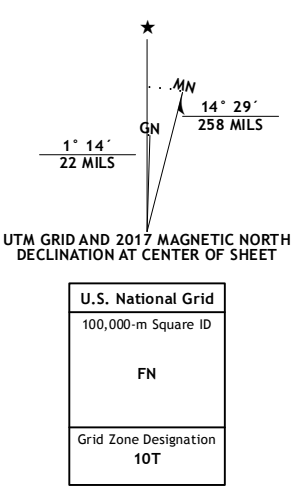 ★
MN
14° 29´
258 MILS
GN
1° 14´
22 MILS
UTM GRID AND 2017 MAGNETIC NORTH
DECLINATION AT CENTER OF SHEET
U.S. National Grid
100,000-m Square ID
FN
Grid Zone Designation
10T